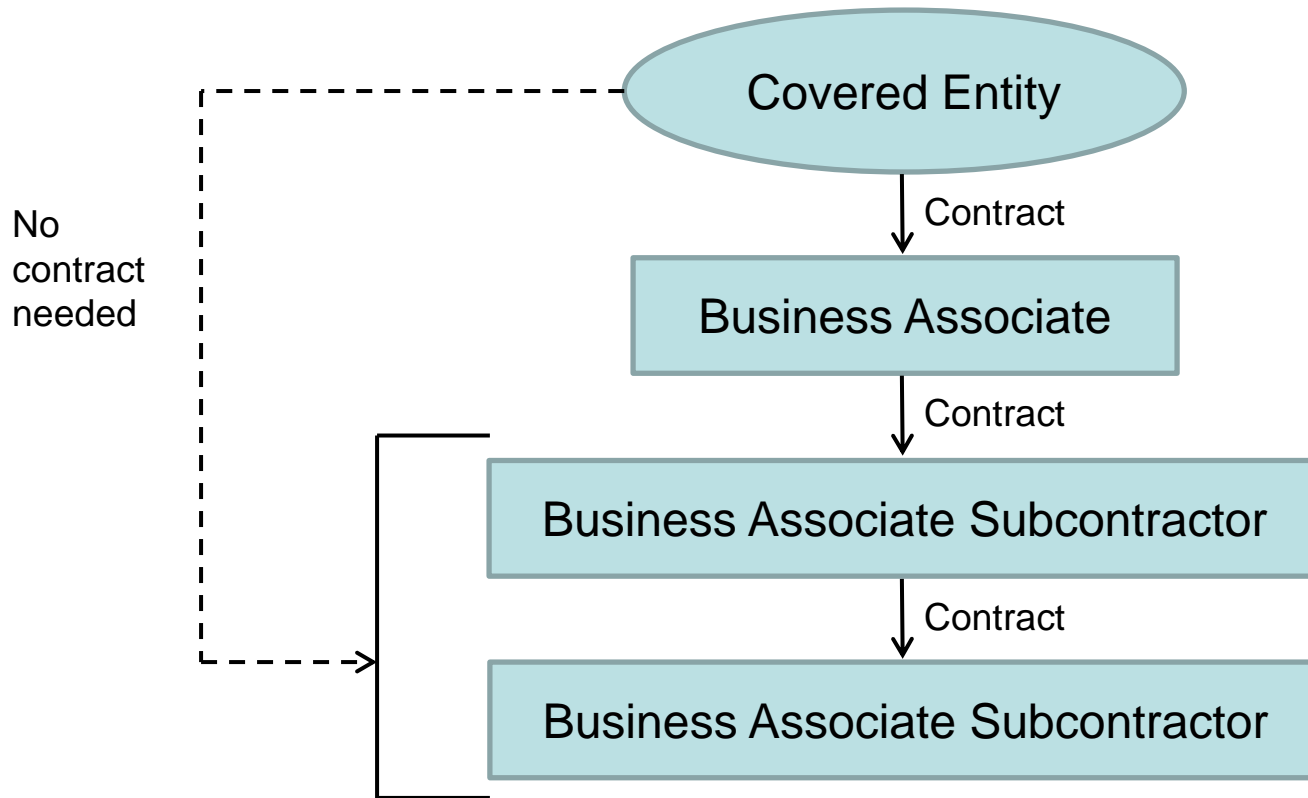 Covered Entity
Contract
No
contract
needed
Business Associate
Contract
Business Associate Subcontractor
Contract
Business Associate Subcontractor